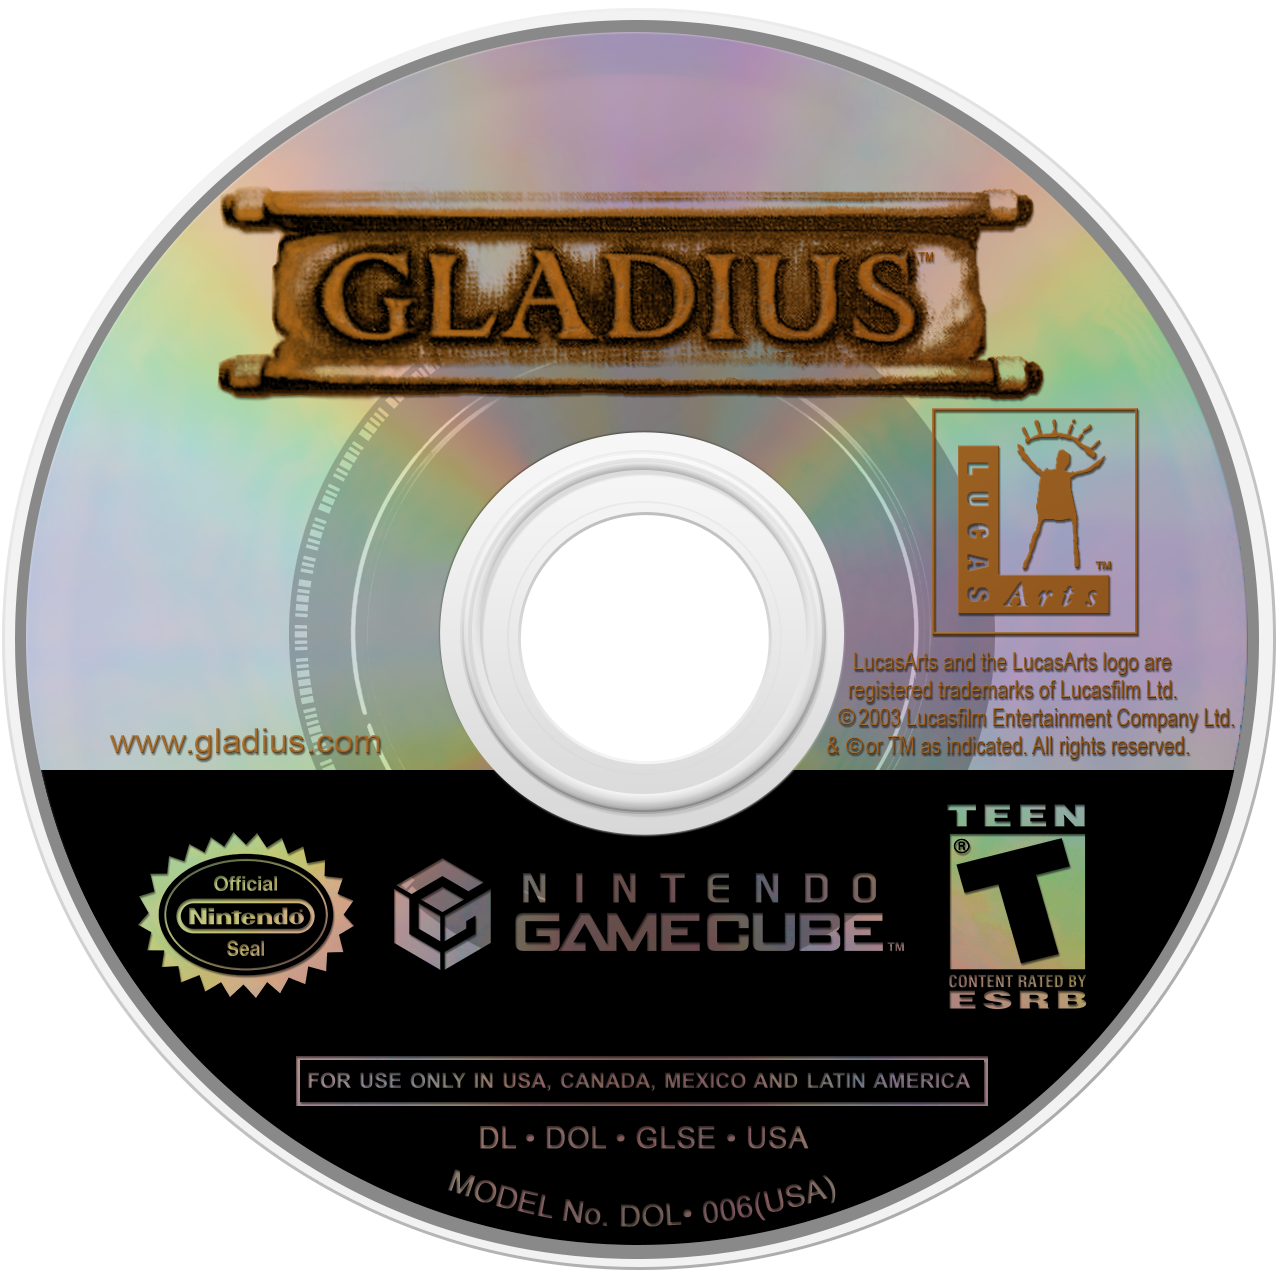 GLADIUS™
LUCAS
Arts™
LucasArts and the LucasArts logo are
registered trademarks of Lucasfilm Ltd.
© 2003 Lucasfilm Entertainment Company Ltd.
& © or TM as indicated. All rights reserved.
www.gladius.com
Official
Nintendo®
Seal
NINTENDO
GAMECUBE™
TEEN
® T
CONTENT RATED BY
ESRB
FOR USE ONLY IN USA, CANADA, MEXICO AND LATIN AMERICA
DL • DOL • GLSE • USA
MODEL No. DOL• 006(USA)